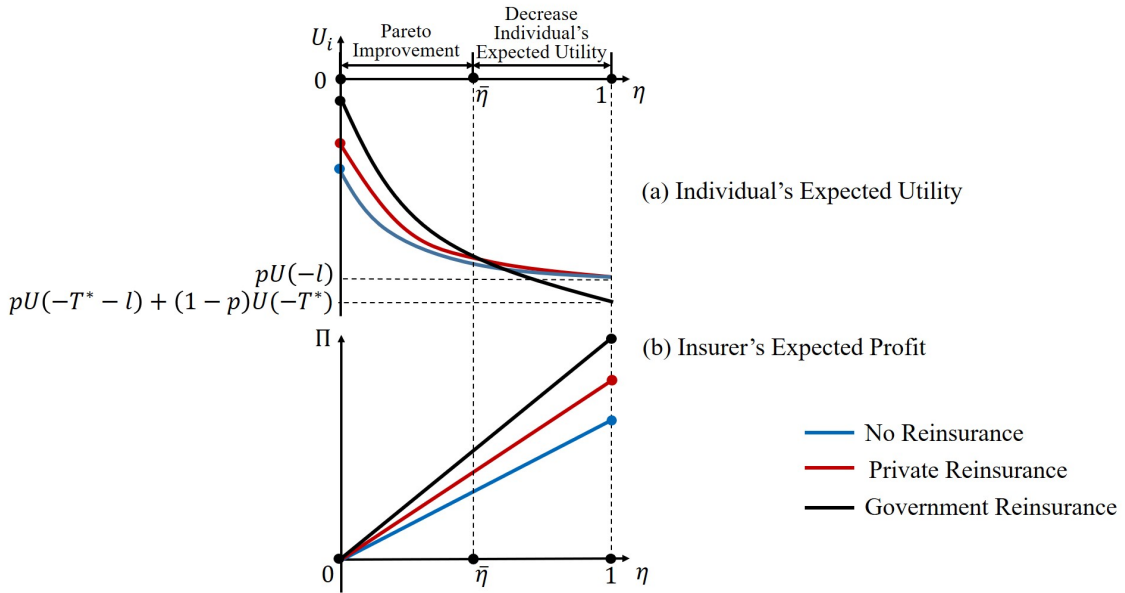 Decrease
Individual's
Expected Utility
Pareto
Improvement
U_i
0
η̄
1
η
(a) Individual's Expected Utility
pU(−l)
pU(−T* − l) + (1 − p)U(−T*)
Π
(b) Insurer's Expected Profit
No Reinsurance
Private Reinsurance
Government Reinsurance
0
η̄
1
η